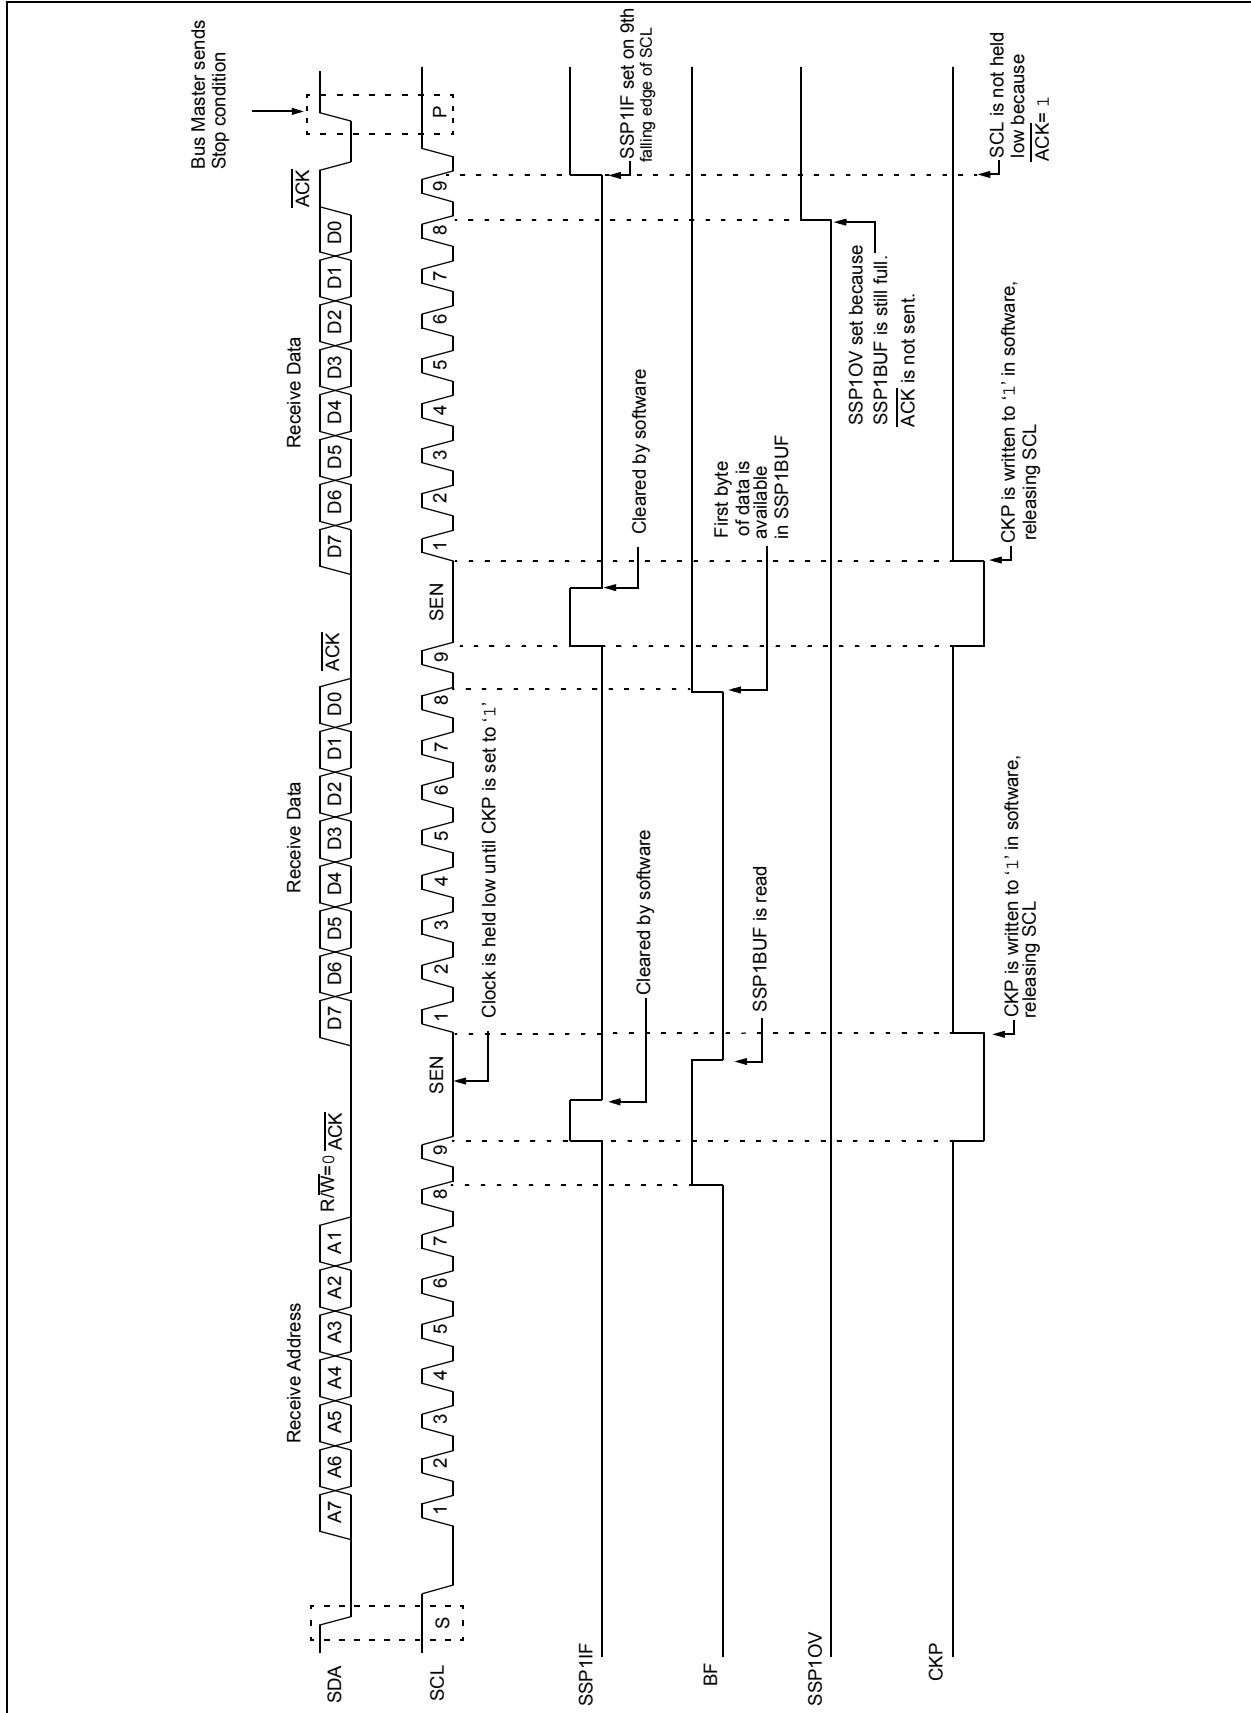 Bus Master sends
Stop condition
Receive Address
Receive Data
Receive Data
SDA
A7 A6 A5 A4 A3 A2 A1 R/W=0 ACK D7 D6 D5 D4 D3 D2 D1 D0 ACK D7 D6 D5 D4 D3 D2 D1 D0 ACK
SCL
S 1 2 3 4 5 6 7 8 9 SEN 1 2 3 4 5 6 7 8 9 SEN 1 2 3 4 5 6 7 8 9 P
Clock is held low until CKP is set to ‘1’
SSP1IF
Cleared by software
Cleared by software
SSP1IF set on 9th
falling edge of SCL
BF
SSP1BUF is read
First byte
of data is
available
in SSP1BUF
SSP1OV
SSP1OV set because
SSP1BUF is still full.
ACK is not sent.
CKP
CKP is written to ‘1’ in software,
releasing SCL
CKP is written to ‘1’ in software,
releasing SCL
SCL is not held
low because
ACK= 1